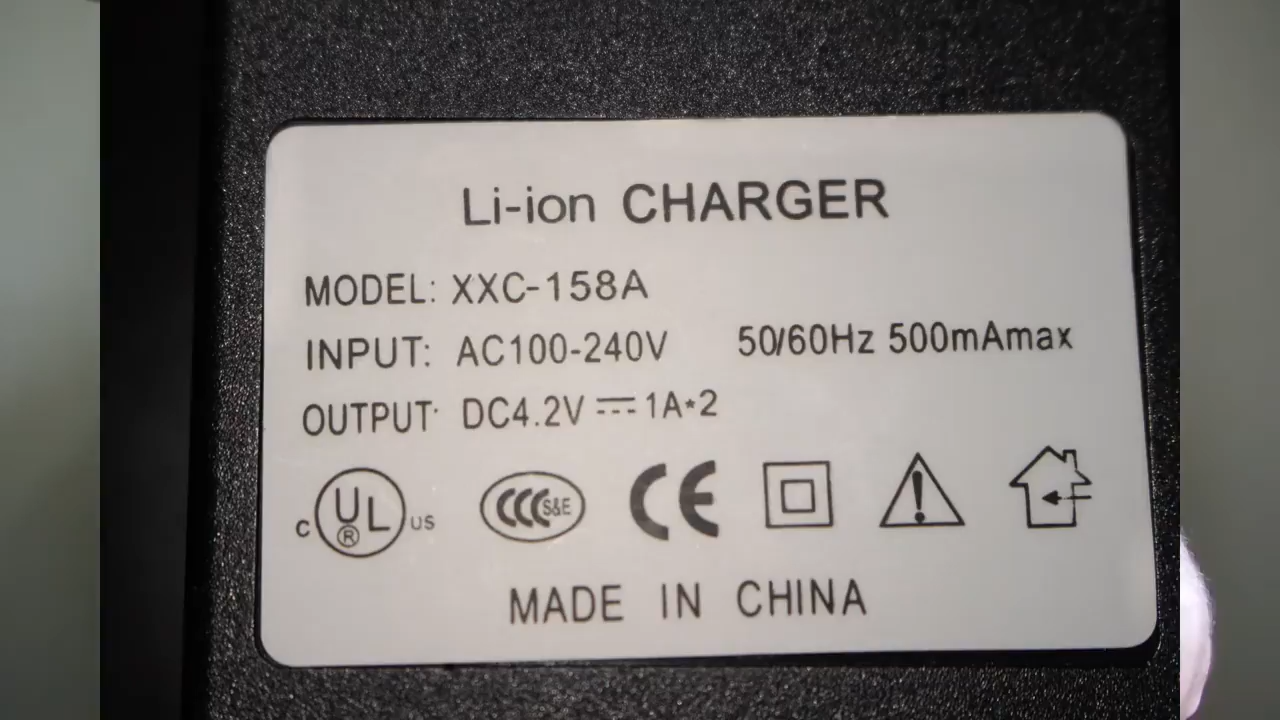 Li-ion CHARGER
MODEL: XXC-158A
INPUT: AC100-240V 50/60Hz 500mAmax
OUTPUT: DC4.2V ⎓ 1A*2
C UL ® US CCC S&E CE
MADE IN CHINA